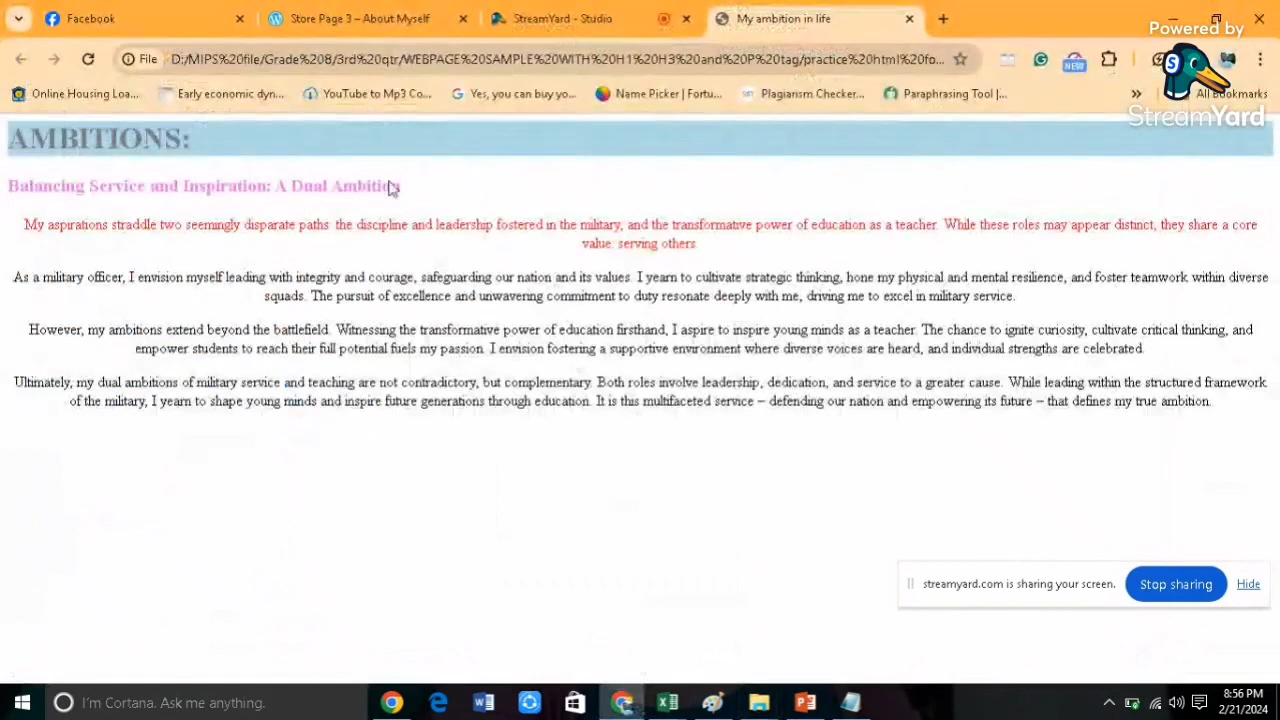 Facebook
Store Page 3 – About Myself
StreamYard - Studio
My ambition in life
Powered by
File
D:/MIPS%20file/Grade%208/3rd%20qtr/WEBPAGE%20SAMPLE%20WITH%20H1%20H3%20and%20P%20tag/practice%20html%20fo...
NEW
Online Housing Loa...
Early economic dyn...
YouTube to Mp3 Co...
Yes, you can buy yo...
Name Picker | Fortu...
Plagiarism Checker...
Paraphrasing Tool |...
»
All Bookmarks
StreamYard
AMBITIONS:
Balancing Service and Inspiration: A Dual Ambition
My aspirations straddle two seemingly disparate paths: the discipline and leadership fostered in the military, and the transformative power of education as a teacher. While these roles may appear distinct, they share a core
value: serving others.
As a military officer, I envision myself leading with integrity and courage, safeguarding our nation and its values. I yearn to cultivate strategic thinking, hone my physical and mental resilience, and foster teamwork within diverse
squads. The pursuit of excellence and unwavering commitment to duty resonate deeply with me, driving me to excel in military service.
However, my ambitions extend beyond the battlefield. Witnessing the transformative power of education firsthand, I aspire to inspire young minds as a teacher. The chance to ignite curiosity, cultivate critical thinking, and
empower students to reach their full potential fuels my passion. I envision fostering a supportive environment where diverse voices are heard, and individual strengths are celebrated.
Ultimately, my dual ambitions of military service and teaching are not contradictory, but complementary. Both roles involve leadership, dedication, and service to a greater cause. While leading within the structured framework
of the military, I yearn to shape young minds and inspire future generations through education. It is this multifaceted service – defending our nation and empowering its future – that defines my true ambition.
streamyard.com is sharing your screen.
Stop sharing
Hide
I'm Cortana. Ask me anything.
8:56 PM
2/21/2024